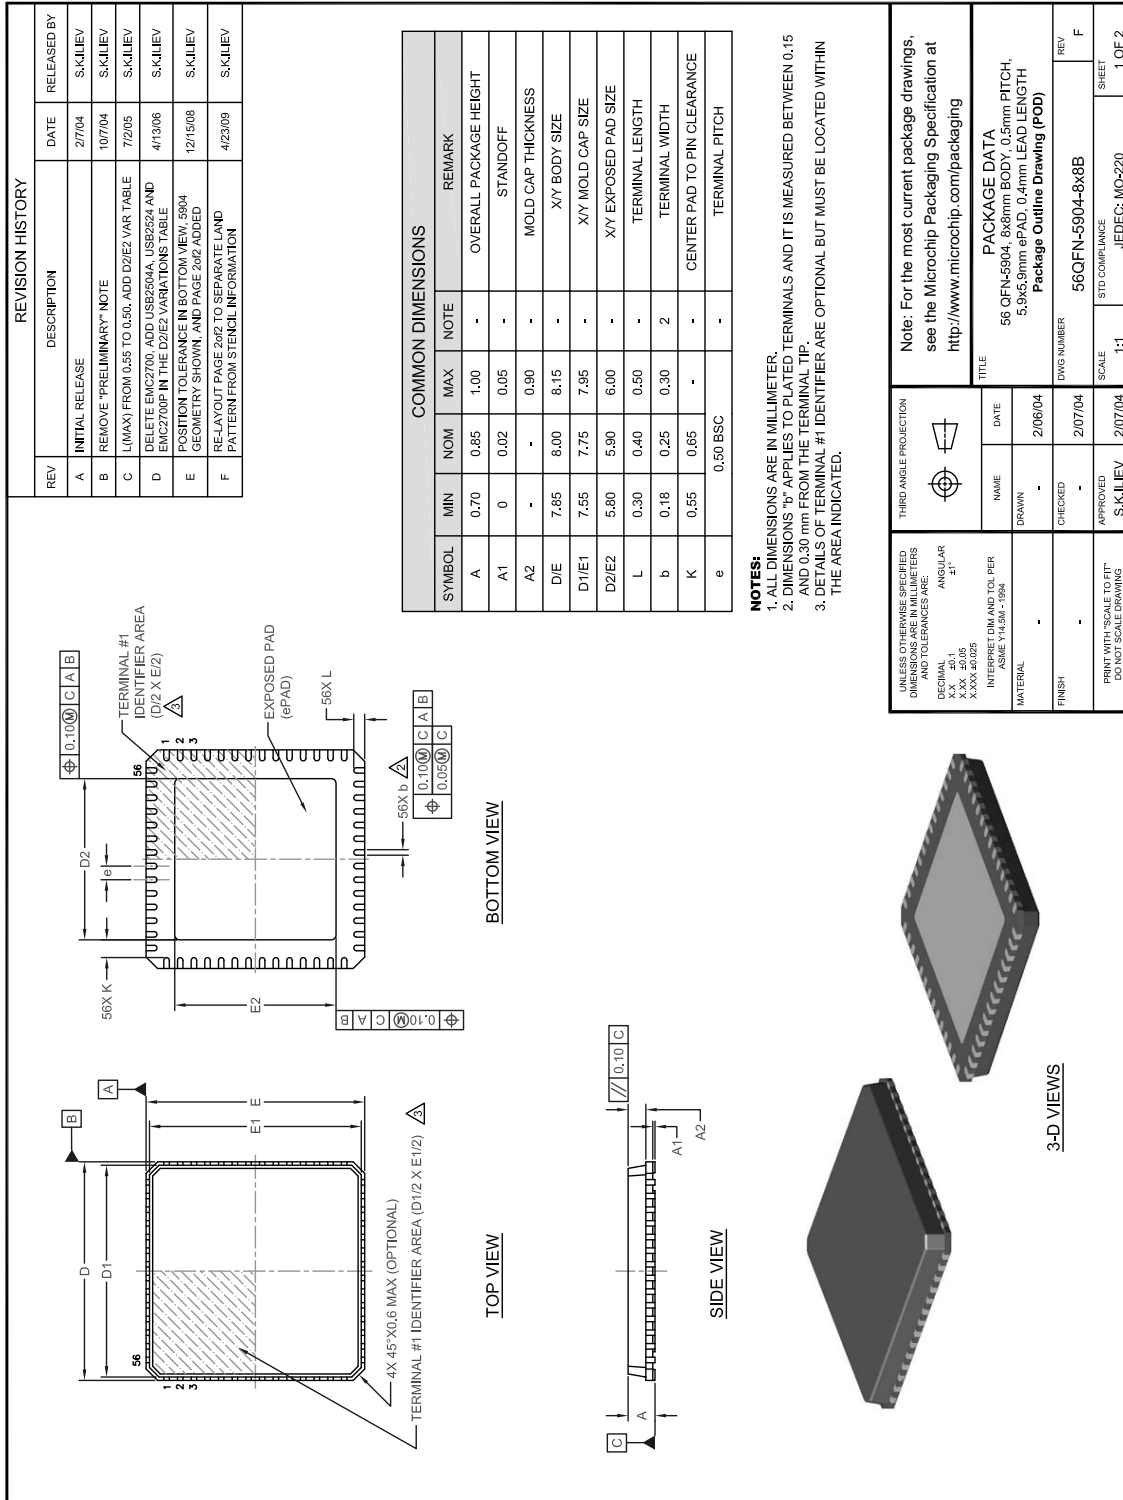 REVISION HISTORY
REV DESCRIPTION DATE RELEASED BY
A INITIAL RELEASE 2/7/04 S.K.ILIEV
B REMOVE "PRELIMINARY" NOTE 10/7/04 S.K.ILIEV
C L(MAX) FROM 0.55 TO 0.50. ADD D2/E2 VAR TABLE 7/2/05 S.K.ILIEV
D DELETE EMC2700, ADD USB2504A, USB2524 AND
EMC2700P IN THE D2/E2 VARIATIONS TABLE 4/13/06 S.K.ILIEV
E POSITION TOLERANCE IN BOTTOM VIEW, 5904
GEOMETRY SHOWN, AND PAGE 2of2 ADDED 12/15/08 S.K.ILIEV
F RE-LAYOUT PAGE 2of2 TO SEPARATE LAND
PATTERN FROM STENCIL INFORMATION 4/23/09 S.K.ILIEV
D
D1
B
A
E
E1
56
1
2
3
4X 45°X0.6 MAX (OPTIONAL)
TERMINAL #1 IDENTIFIER AREA (D1/2 X E1/2) 3
TOP VIEW
56X K
D2
e
0.10 M C A B
56
1
2
3
TERMINAL #1
IDENTIFIER AREA
(D/2 X E/2)
3
EXPOSED PAD
(ePAD)
56X L
E2
0.10 M C A B
56X b 2
0.10 M C A B
0.05 M C
BOTTOM VIEW
C
A
// 0.10 C
A1
A2
SIDE VIEW
3-D VIEWS
COMMON DIMENSIONS
SYMBOL MIN NOM MAX NOTE REMARK
A 0.70 0.85 1.00 - OVERALL PACKAGE HEIGHT
A1 0 0.02 0.05 - STANDOFF
A2 - - 0.90 - MOLD CAP THICKNESS
D/E 7.85 8.00 8.15 - X/Y BODY SIZE
D1/E1 7.55 7.75 7.95 - X/Y MOLD CAP SIZE
D2/E2 5.80 5.90 6.00 - X/Y EXPOSED PAD SIZE
L 0.30 0.40 0.50 - TERMINAL LENGTH
b 0.18 0.25 0.30 2 TERMINAL WIDTH
K 0.55 0.65 - - CENTER PAD TO PIN CLEARANCE
e 0.50 BSC - TERMINAL PITCH
NOTES:
1. ALL DIMENSIONS ARE IN MILLIMETER.
2. DIMENSIONS "b" APPLIES TO PLATED TERMINALS AND IT IS MEASURED BETWEEN 0.15
AND 0.30 mm FROM THE TERMINAL TIP.
3. DETAILS OF TERMINAL #1 IDENTIFIER ARE OPTIONAL BUT MUST BE LOCATED WITHIN
THE AREA INDICATED.
UNLESS OTHERWISE SPECIFIED
DIMENSIONS ARE IN MILLIMETERS
AND TOLERANCES ARE:
DECIMAL ANGULAR
X.X ±0.1 ±1°
X.XX ±0.05
X.XXX ±0.025
INTERPRET DIM AND TOL PER
ASME Y14.5M - 1994
MATERIAL
-
FINISH
-
PRINT WITH "SCALE TO FIT"
DO NOT SCALE DRAWING
THIRD ANGLE PROJECTION
NAME DATE
DRAWN
- 2/06/04
CHECKED
- 2/07/04
APPROVED
S.K.ILIEV 2/07/04
Note: For the most current package drawings,
see the Microchip Packaging Specification at
http://www.microchip.com/packaging
TITLE
PACKAGE DATA
56 QFN-5904, 8x8mm BODY, 0.5mm PITCH,
5.9x5.9mm ePAD, 0.4mm LEAD LENGTH
Package Outline Drawing (POD)
DWG NUMBER
56QFN-5904-8x8B
REV
F
SCALE
1:1
STD COMPLIANCE
JEDEC: MO-220
SHEET
1 OF 2